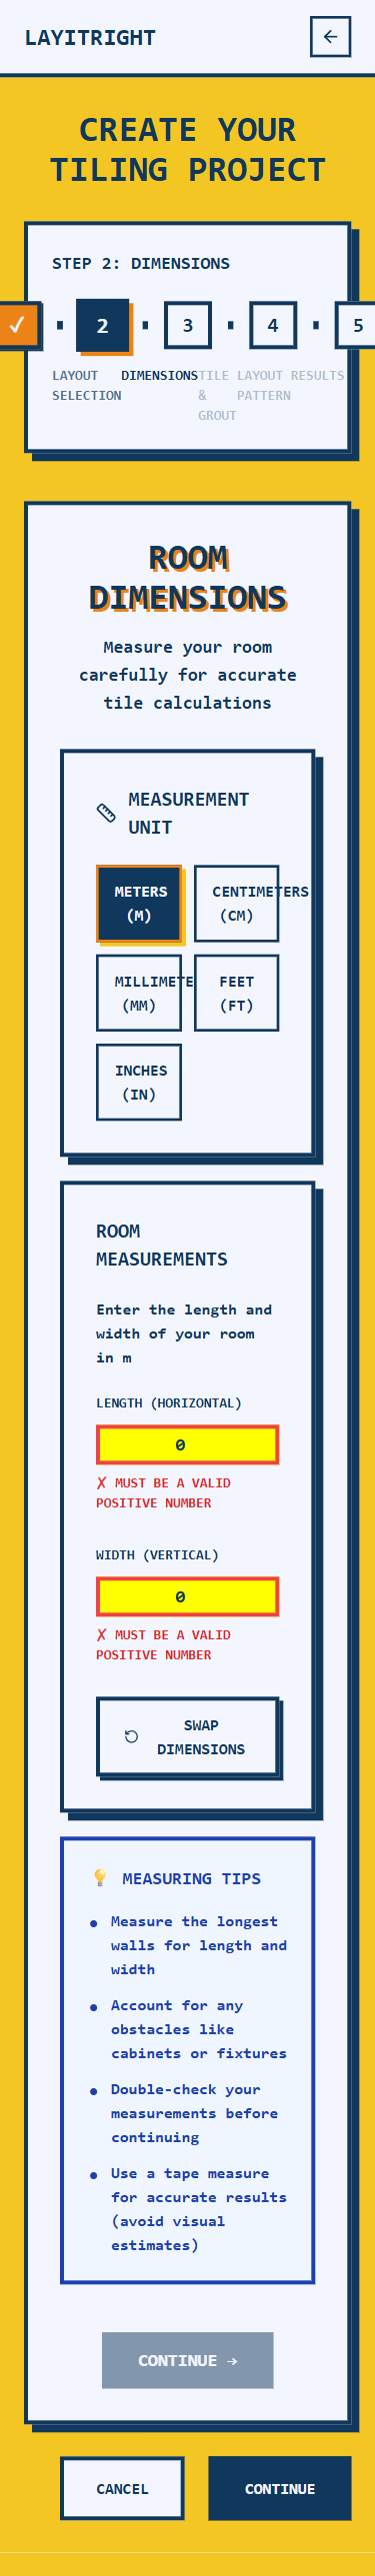 LAYITRIGHT
CREATE YOUR
TILING PROJECT
STEP 2: DIMENSIONS
✓ 2 3 4 5
LAYOUT DIMENSIONS TILE LAYOUT RESULTS
SELECTION & PATTERN
GROUT
ROOM
DIMENSIONS
Measure your room
carefully for accurate
tile calculations
MEASUREMENT
UNIT
METERS CENTIMETERS
(M) (CM)
MILLIMETE FEET
(MM) (FT)
INCHES
(IN)
ROOM
MEASUREMENTS
Enter the length and
width of your room
in m
LENGTH (HORIZONTAL)
0
✗ MUST BE A VALID
POSITIVE NUMBER
WIDTH (VERTICAL)
0
✗ MUST BE A VALID
POSITIVE NUMBER
SWAP
DIMENSIONS
💡 MEASURING TIPS
● Measure the longest
walls for length and
width
● Account for any
obstacles like
cabinets or fixtures
● Double-check your
measurements before
continuing
● Use a tape measure
for accurate results
(avoid visual
estimates)
CONTINUE →
CANCEL CONTINUE